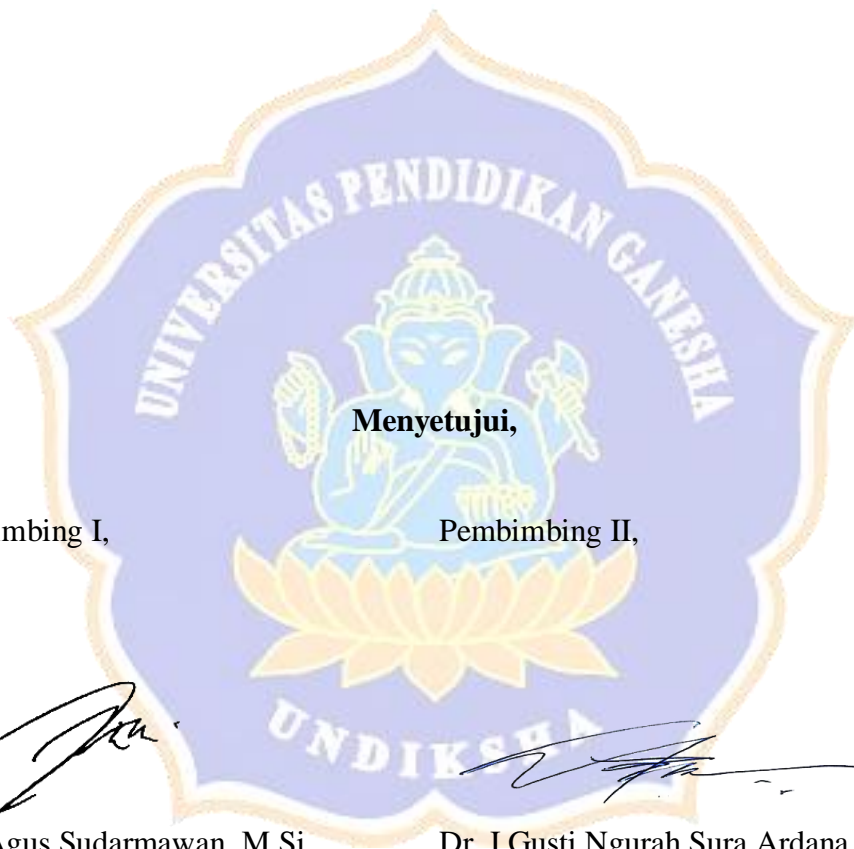 UNIVERSITAS PENDIDIKAN GANESHA
Menyetujui,
mbing I,
Pembimbing II,
UNDIKSHA
Agus Sudarmawan, M.Si.
Dr. I Gusti Ngurah Sura Ardana,